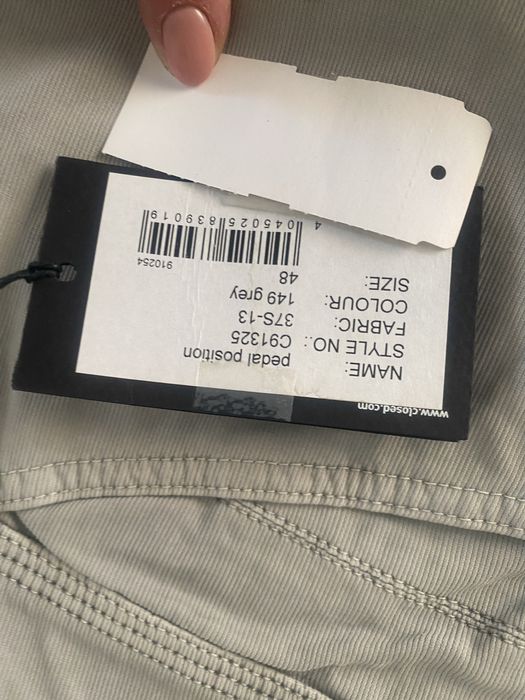 www.closed.com
NAME: pedal position
STYLE NO.: C91325
FABRIC: 37S-13
COLOUR: 149 grey
SIZE: 48
910254
4 045025 839019